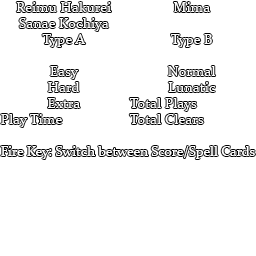 Reimu Hakurei Mima
Sanae Kochiya
Type A Type B
Easy Normal
Hard Lunatic
Extra Total Plays
Play Time Total Clears
Fire Key: Switch between Score/Spell Cards